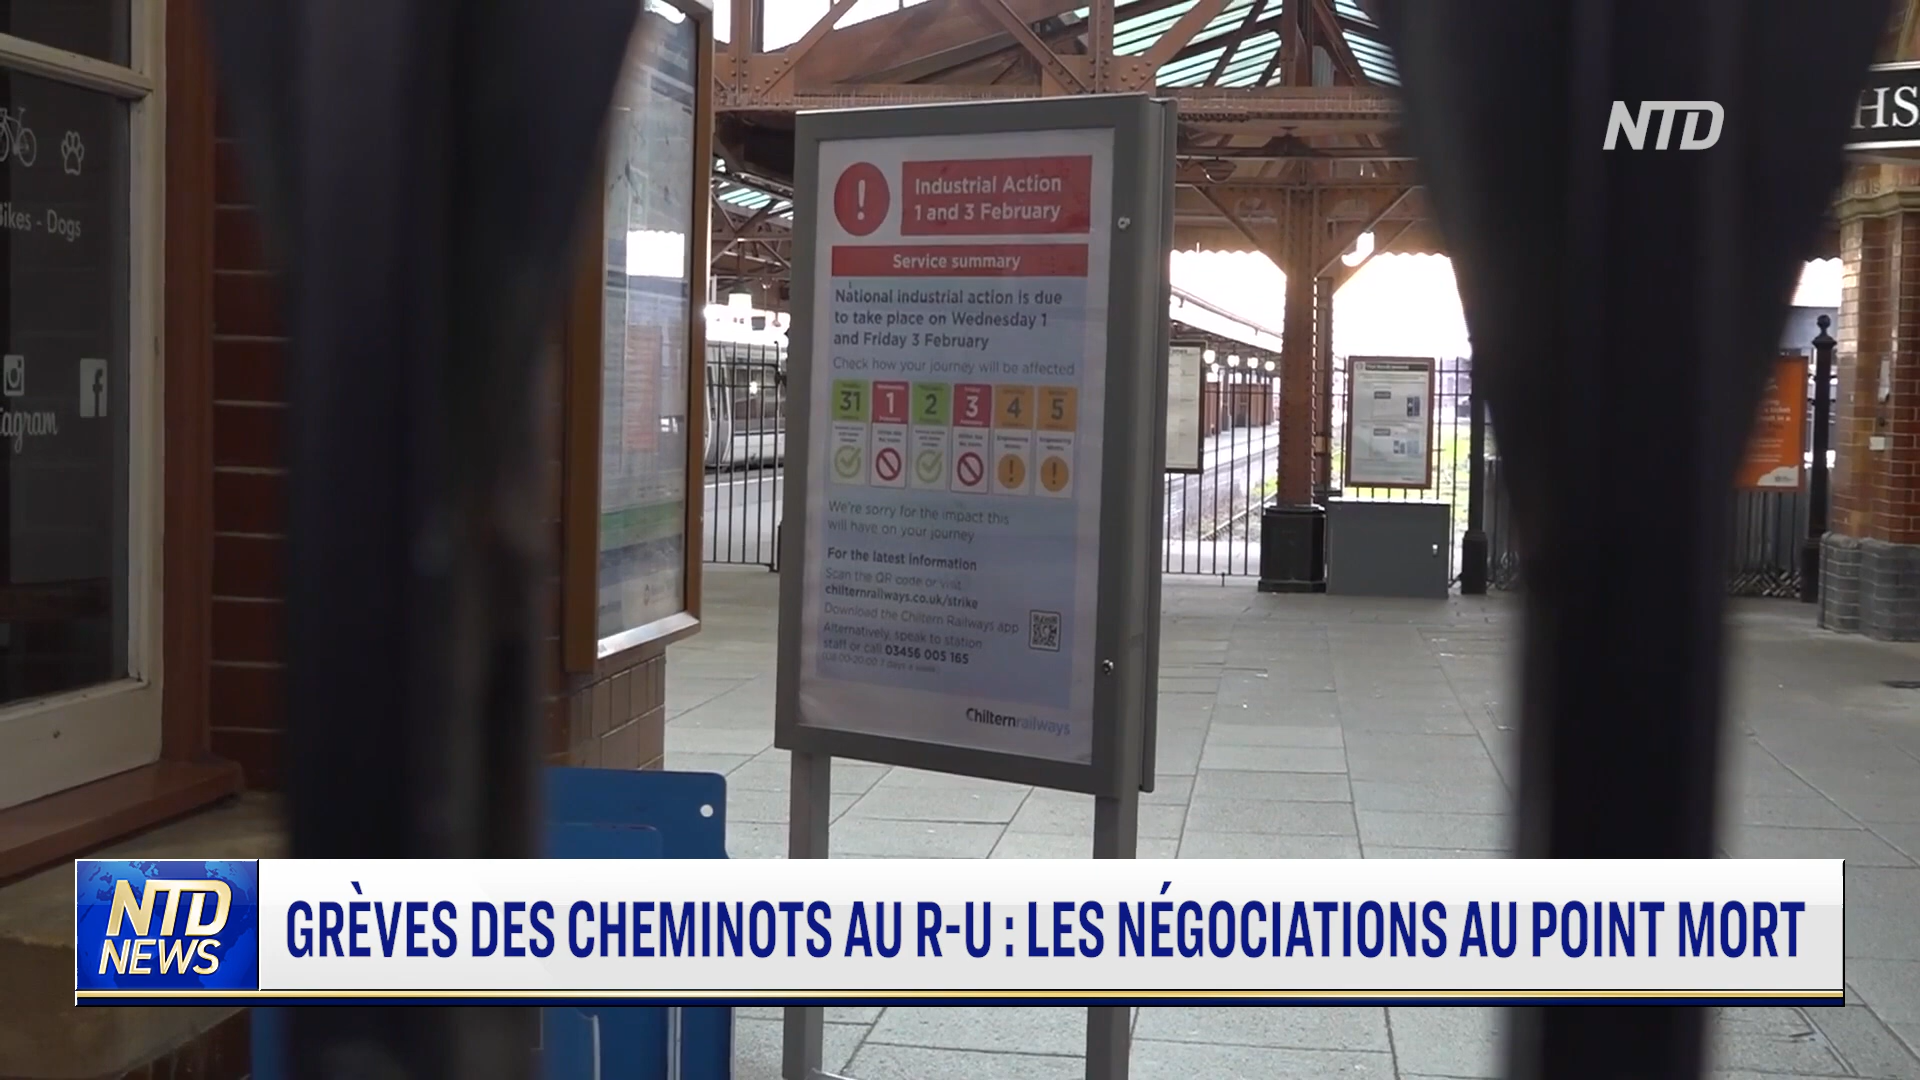 Bikes - Dogs
NTD
HS
Industrial Action
1 and 3 February
Service summary
National industrial action is due
to take place on Wednesday 1
and Friday 3 February
Check how your journey will be affected
31 1 2 3 4 5
We're sorry for the impact this
will have on your journey
For the latest information
Scan the QR code or visit
chilternrailways.co.uk/strike
Download the Chiltern Railways app
Alternatively, speak to station
staff or call 03456 005 165
Chilternrailways
NTD
NEWS
GRÈVES DES CHEMINOTS AU R-U : LES NÉGOCIATIONS AU POINT MORT